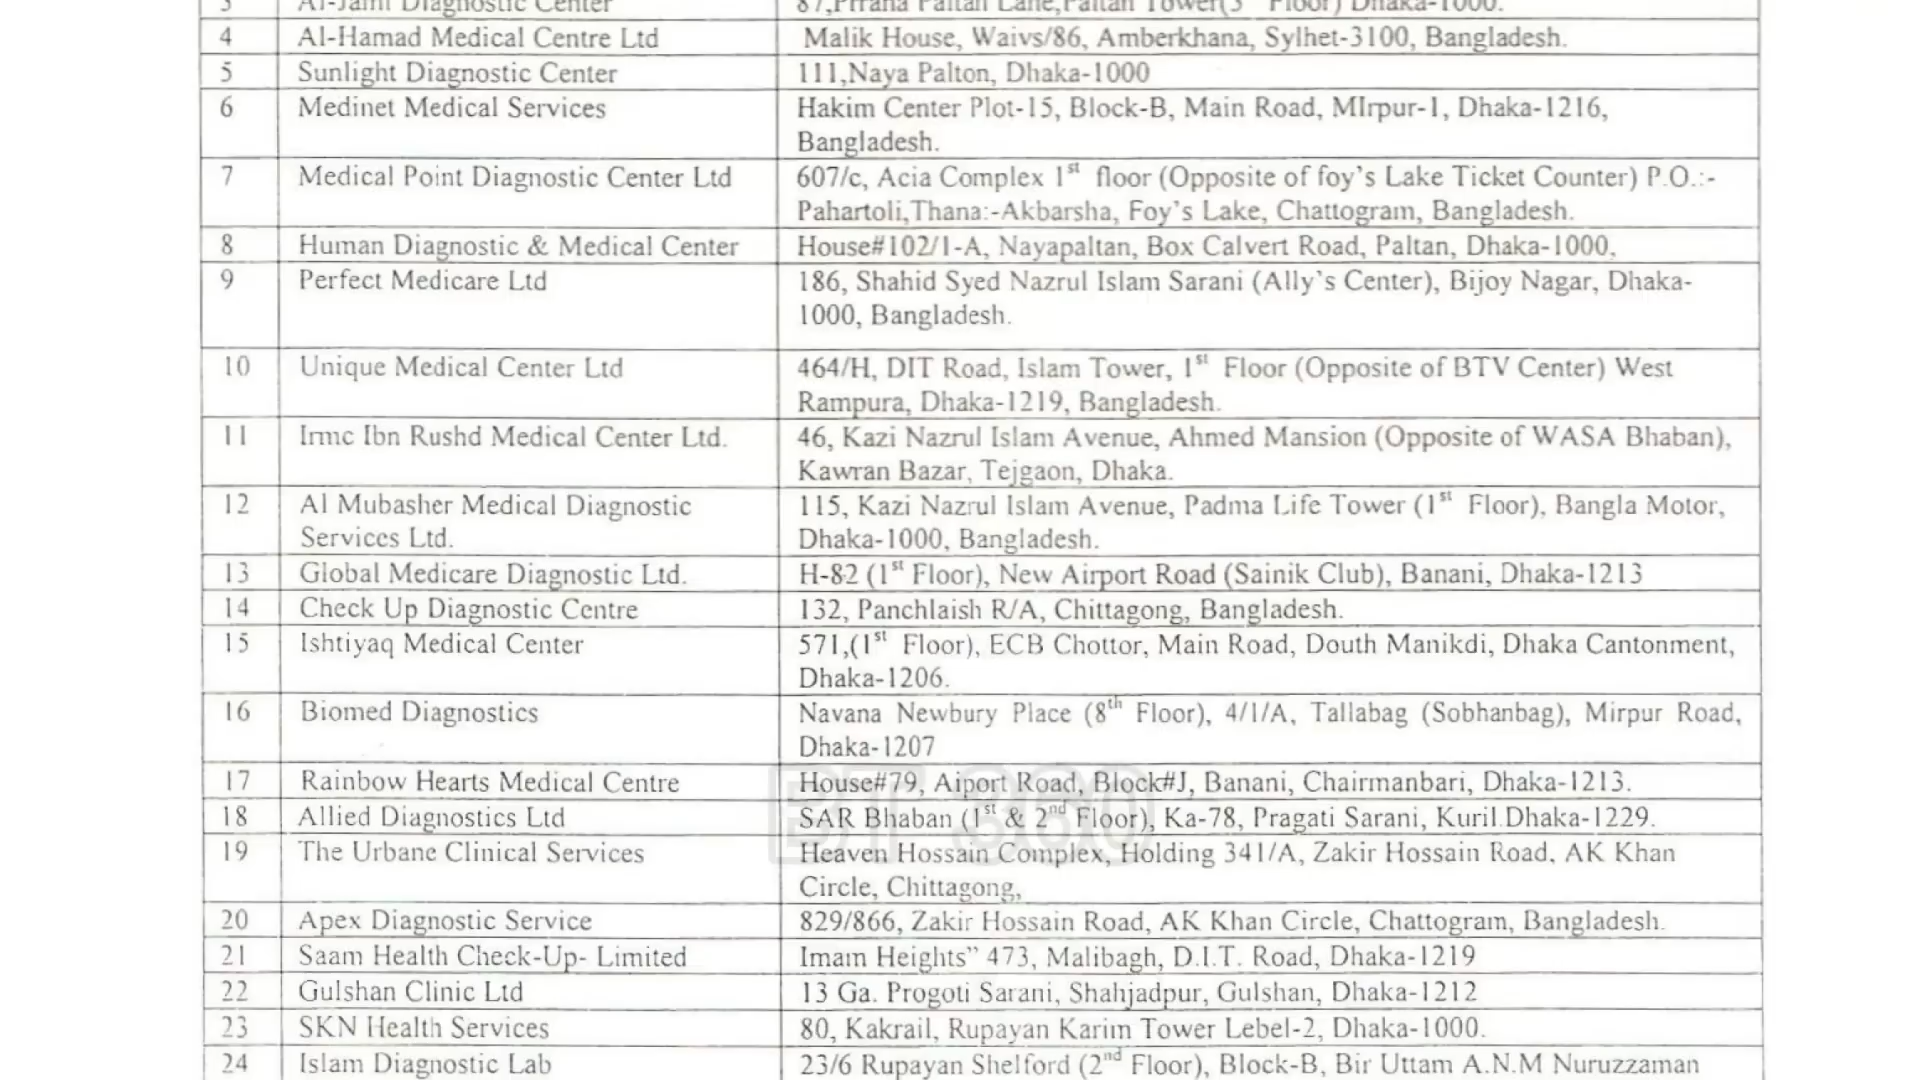 3 Al-Jami Diagnostic Center 87,Prrana Paltan Lane,Paltan Tower(3rd Floor) Dhaka-1000.
4 Al-Hamad Medical Centre Ltd Malik House, Waivs/86, Amberkhana, Sylhet-3100, Bangladesh.
5 Sunlight Diagnostic Center 111,Naya Palton, Dhaka-1000
6 Medinet Medical Services Hakim Center Plot-15, Block-B, Main Road, MIrpur-1, Dhaka-1216,
Bangladesh.
7 Medical Point Diagnostic Center Ltd 607/c, Acia Complex 1st floor (Opposite of foy's Lake Ticket Counter) P.O.:-
Pahartoli,Thana:-Akbarsha, Foy's Lake, Chattogram, Bangladesh.
8 Human Diagnostic & Medical Center House#102/1-A, Nayapaltan, Box Calvert Road, Paltan, Dhaka-1000,
9 Perfect Medicare Ltd 186, Shahid Syed Nazrul Islam Sarani (Ally's Center), Bijoy Nagar, Dhaka-
1000, Bangladesh.
10 Unique Medical Center Ltd 464/H, DIT Road, Islam Tower, 1st Floor (Opposite of BTV Center) West
Rampura, Dhaka-1219, Bangladesh.
11 Irmc Ibn Rushd Medical Center Ltd. 46, Kazi Nazrul Islam Avenue, Ahmed Mansion (Opposite of WASA Bhaban),
Kawran Bazar, Tejgaon, Dhaka.
12 Al Mubasher Medical Diagnostic 115, Kazi Nazrul Islam Avenue, Padma Life Tower (1st Floor), Bangla Motor,
Services Ltd. Dhaka-1000, Bangladesh.
13 Global Medicare Diagnostic Ltd. H-82 (1st Floor), New Airport Road (Sainik Club), Banani, Dhaka-1213
14 Check Up Diagnostic Centre 132, Panchlaish R/A, Chittagong, Bangladesh.
15 Ishtiyaq Medical Center 571,(1st Floor), ECB Chottor, Main Road, Douth Manikdi, Dhaka Cantonment,
Dhaka-1206.
16 Biomed Diagnostics Navana Newbury Place (8th Floor), 4/1/A, Tallabag (Sobhanbag), Mirpur Road,
Dhaka-1207
17 Rainbow Hearts Medical Centre House#79, Aiport Road, Block#J, Banani, Chairmanbari, Dhaka-1213.
BT 360
18 Allied Diagnostics Ltd SAR Bhaban (1st & 2nd Floor), Ka-78, Pragati Sarani, Kuril.Dhaka-1229.
19 The Urbane Clinical Services Heaven Hossain Complex, Holding 341/A, Zakir Hossain Road, AK Khan
Circle, Chittagong,
20 Apex Diagnostic Service 829/866, Zakir Hossain Road, AK Khan Circle, Chattogram, Bangladesh.
21 Saam Health Check-Up- Limited Imam Heights" 473, Malibagh, D.I.T. Road, Dhaka-1219
22 Gulshan Clinic Ltd 13 Ga. Progoti Sarani, Shahjadpur, Gulshan, Dhaka-1212
23 SKN Health Services 80, Kakrail, Rupayan Karim Tower Lebel-2, Dhaka-1000.
24 Islam Diagnostic Lab 23/6 Rupayan Shelford (2nd Floor), Block-B, Bir Uttam A.N.M Nuruzzaman